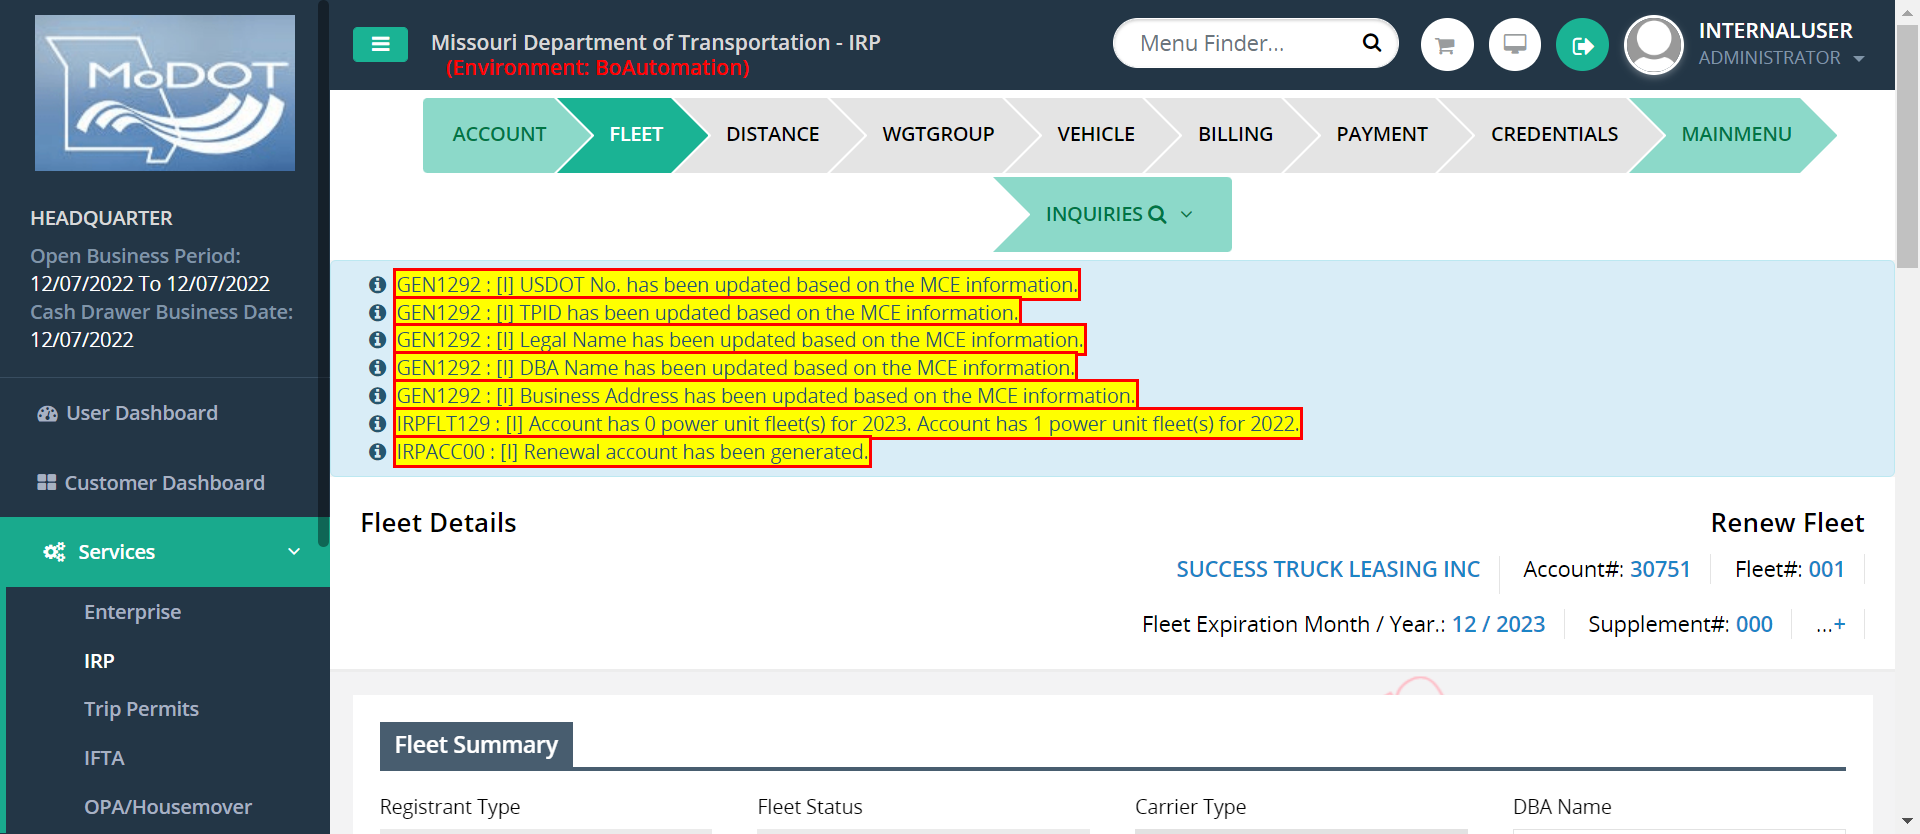 MoDOT
HEADQUARTER
Open Business Period:
12/07/2022 To 12/07/2022
Cash Drawer Business Date:
12/07/2022
User Dashboard
Customer Dashboard
Services
Enterprise
IRP
Trip Permits
IFTA
OPA/Housemover
Missouri Department of Transportation - IRP
(Environment: BoAutomation)
Menu Finder...
INTERNALUSER
ADMINISTRATOR
ACCOUNT
FLEET
DISTANCE
WGTGROUP
VEHICLE
BILLING
PAYMENT
CREDENTIALS
MAINMENU
INQUIRIES
GEN1292 : [I] USDOT No. has been updated based on the MCE information.
GEN1292 : [I] TPID has been updated based on the MCE information.
GEN1292 : [I] Legal Name has been updated based on the MCE information.
GEN1292 : [I] DBA Name has been updated based on the MCE information.
GEN1292 : [I] Business Address has been updated based on the MCE information.
IRPFLT129 : [I] Account has 0 power unit fleet(s) for 2023. Account has 1 power unit fleet(s) for 2022.
IRPACC00 : [I] Renewal account has been generated.
Fleet Details
Renew Fleet
SUCCESS TRUCK LEASING INC
Account#: 30751
Fleet#: 001
Fleet Expiration Month / Year.: 12 / 2023
Supplement#: 000
...+
Fleet Summary
Registrant Type
Fleet Status
Carrier Type
DBA Name